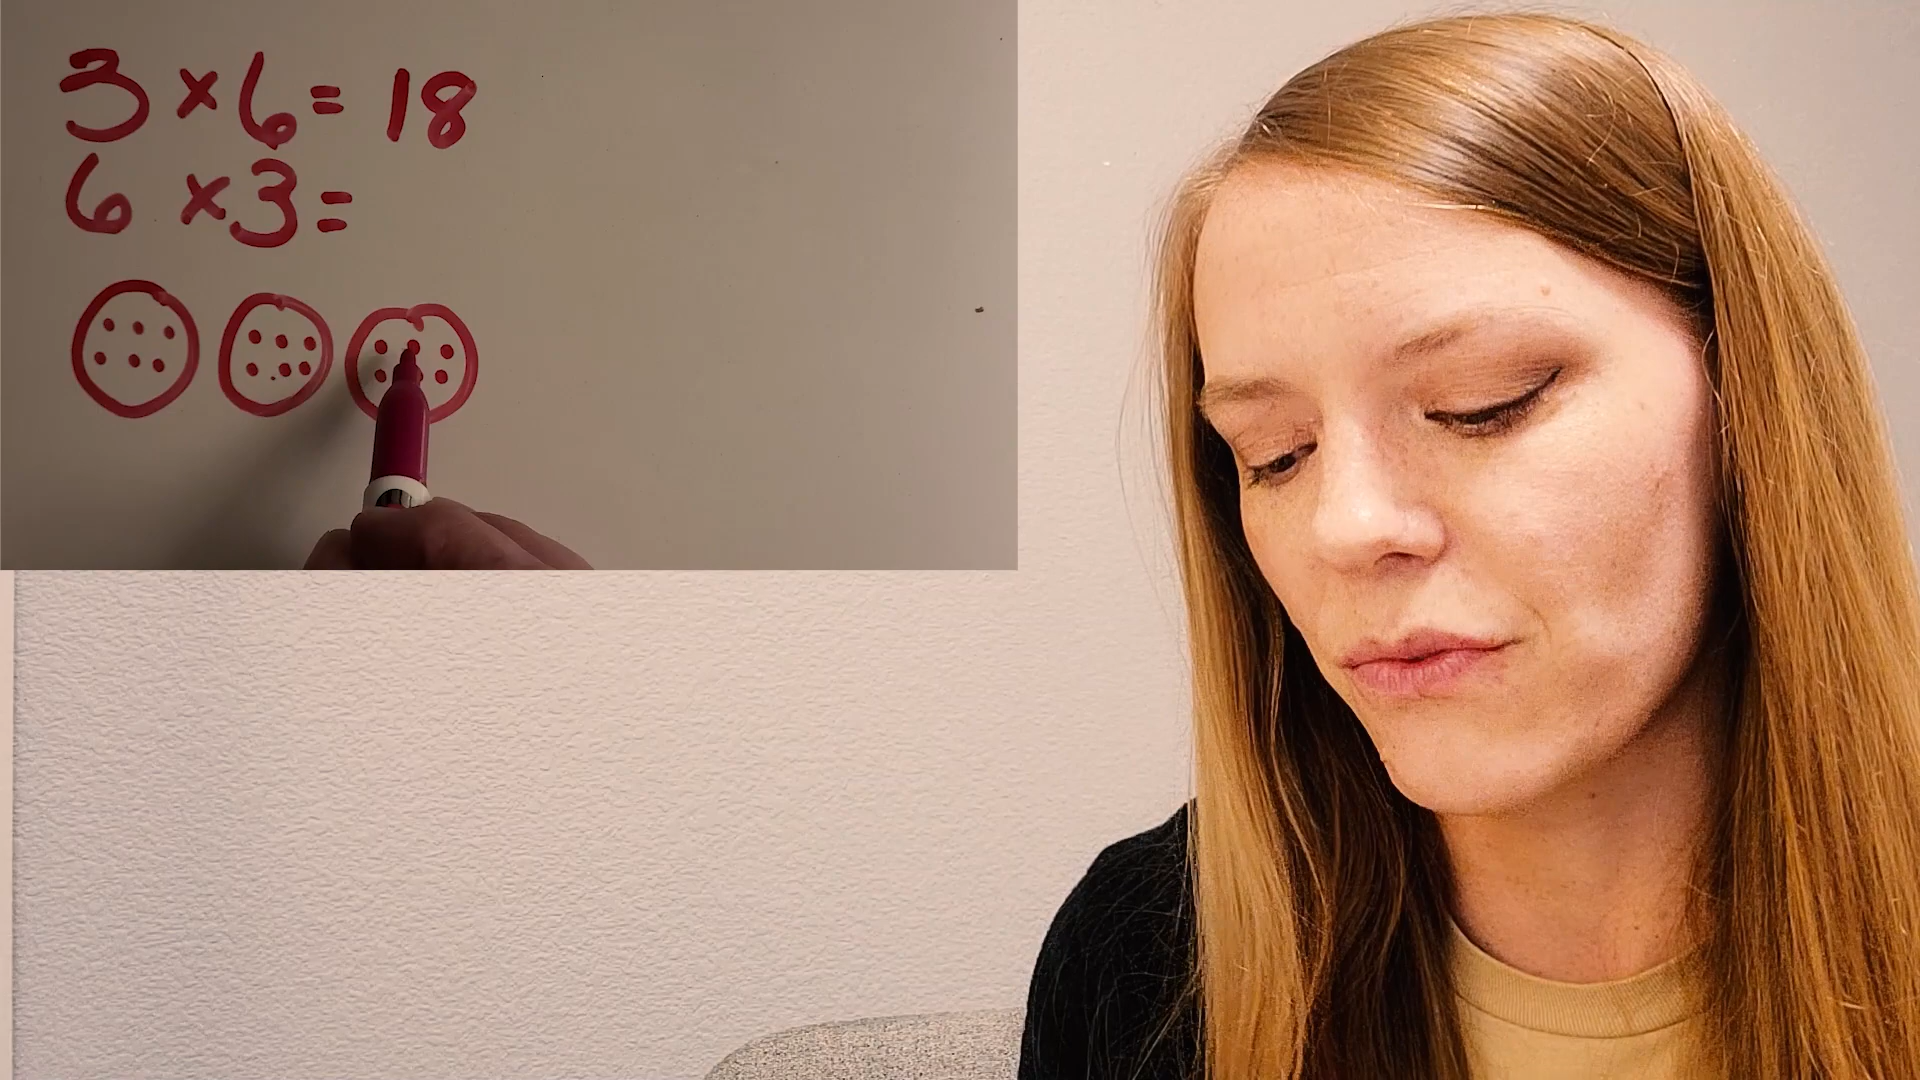 3 × 6 = 18
6 × 3 =